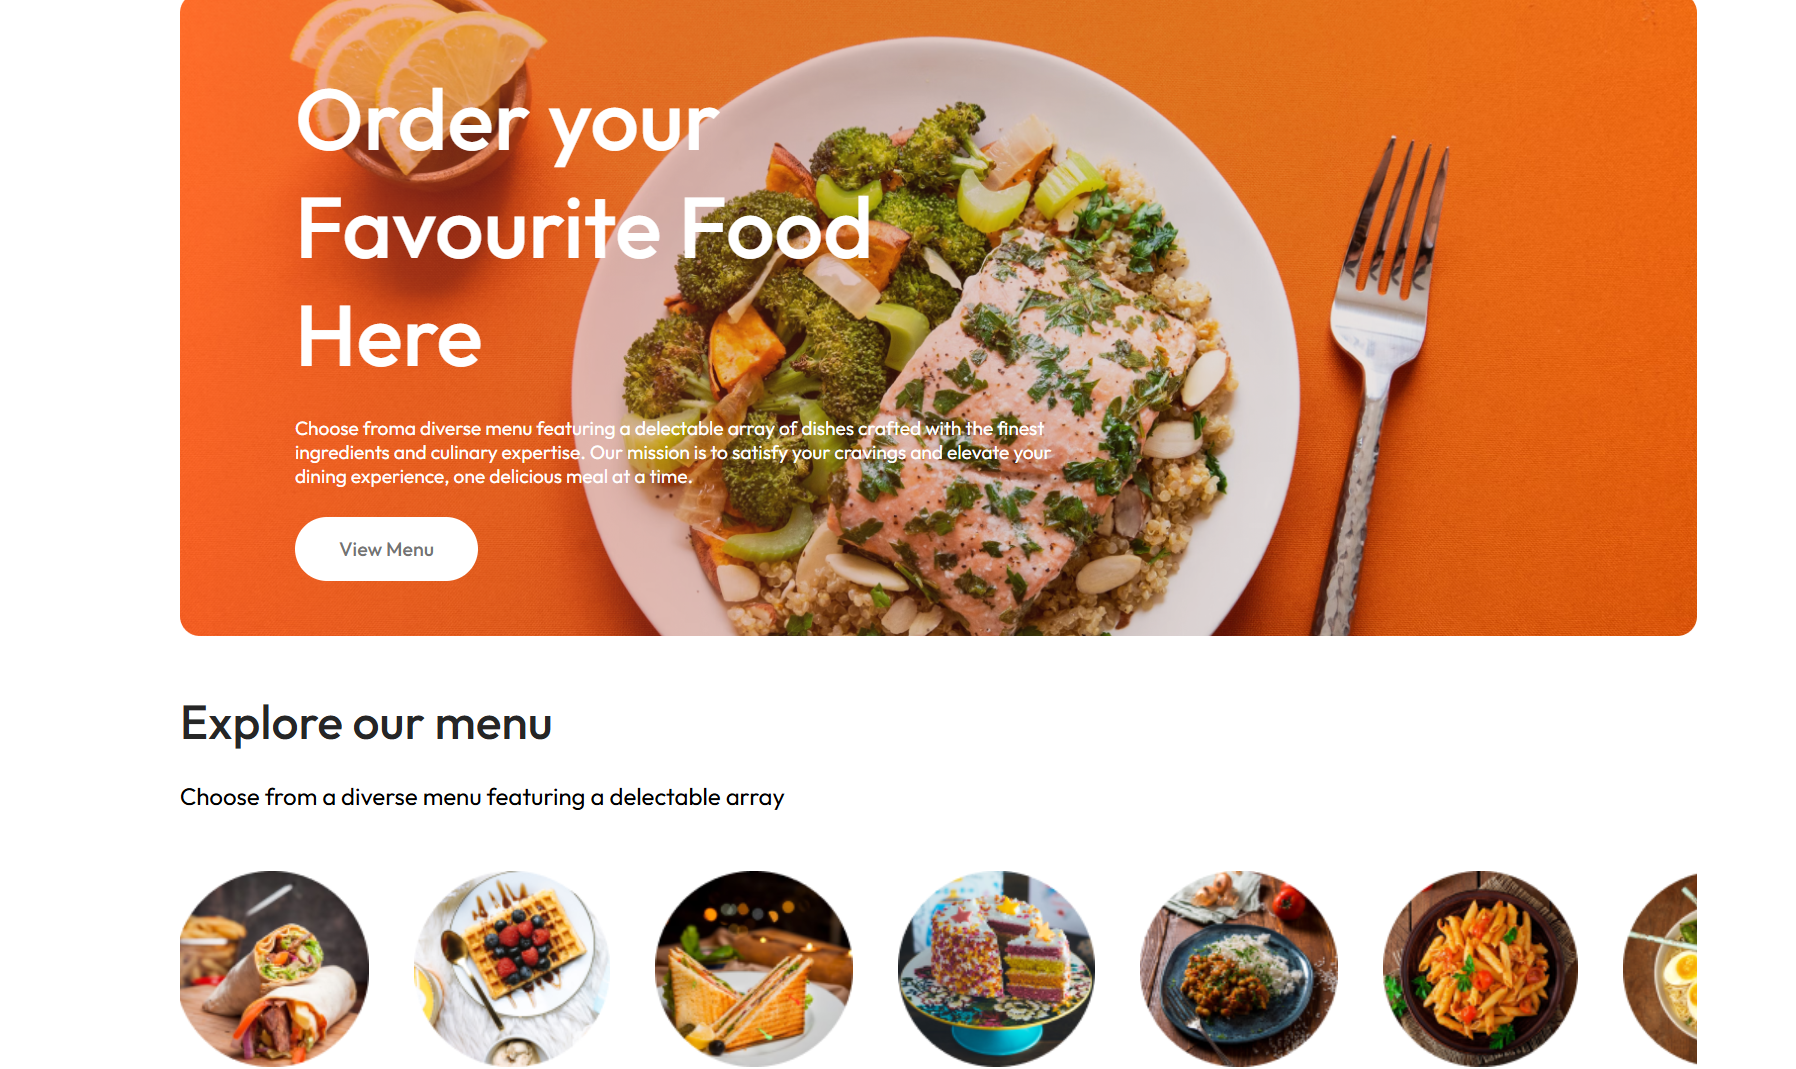 Order your
Favourite Food
Here
Choose froma diverse menu featuring a delectable array of dishes crafted with the finest
ingredients and culinary expertise. Our mission is to satisfy your cravings and elevate your
dining experience, one delicious meal at a time.
View Menu
Explore our menu
Choose from a diverse menu featuring a delectable array